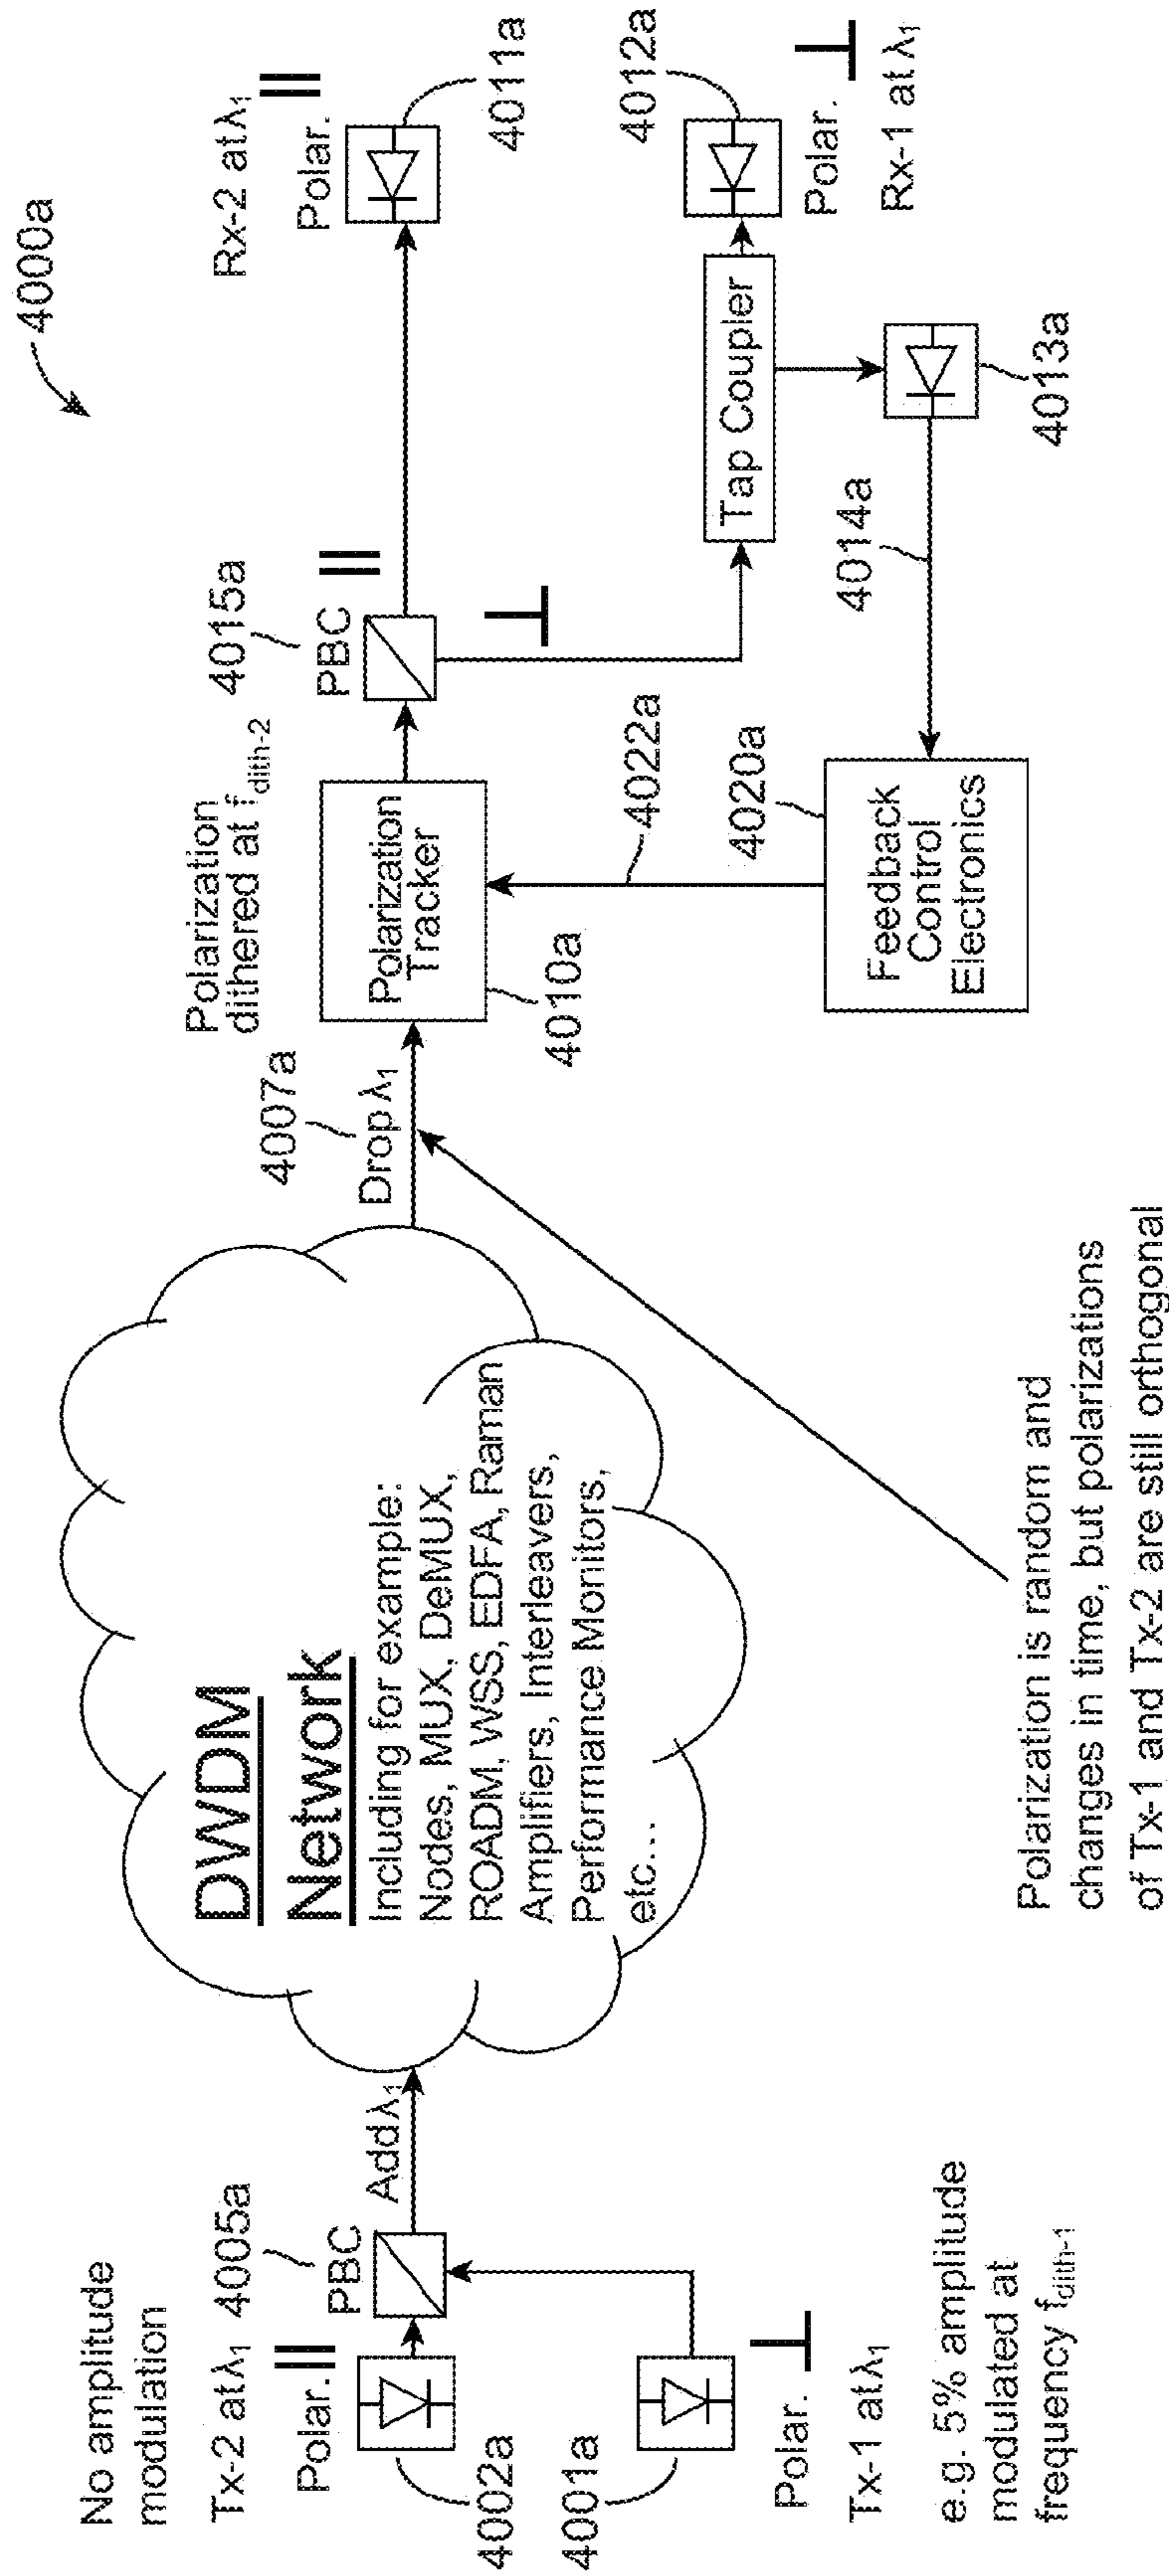 4000a
No amplitude
modulation
Tx-2 at λ₁
Polar. ||
4002a
4001a
Polar. ⊥
Tx-1 at λ₁
e.g. 5% amplitude
modulated at
frequency f dith-1
4005a
PBC
Add λ₁
DWDM
Network
Including for example:
Nodes, MUX, DeMUX,
ROADM, WSS, EDFA, Raman
Amplifiers, Interleavers,
Performance Monitors,
etc...
Polarization is random and
changes in time, but polarizations
of Tx-1 and Tx-2 are still orthogonal
4007a
Drop λ₁
Polarization
dithered at f dith-2
Polarization
Tracker
4010a
4015a
PBC
||
⊥
4022a
4020a
Feedback
Control
Electronics
4014a
Tap Coupler
4013a
Rx-2 at λ₁
Polar. ||
4011a
4012a
Polar. ⊥
Rx-1 at λ₁